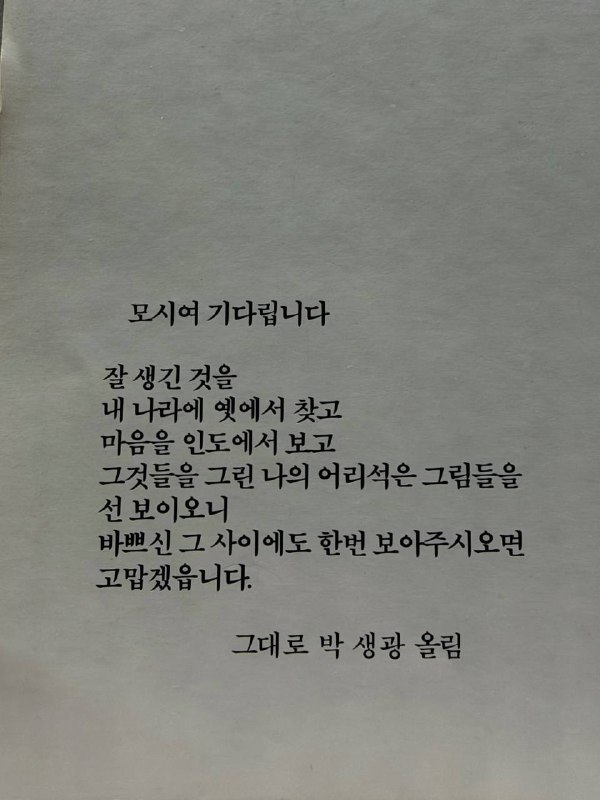 모시여 기다립니다
잘 생긴 것을
내 나라에 옛에서 찾고
마음을 인도에서 보고
그것들을 그린 나의 어리석은 그림들을
선 보이오니
바쁘신 그 사이에도 한번 보아주시오면
고맙겠읍니다.
그대로 박 생광 올림